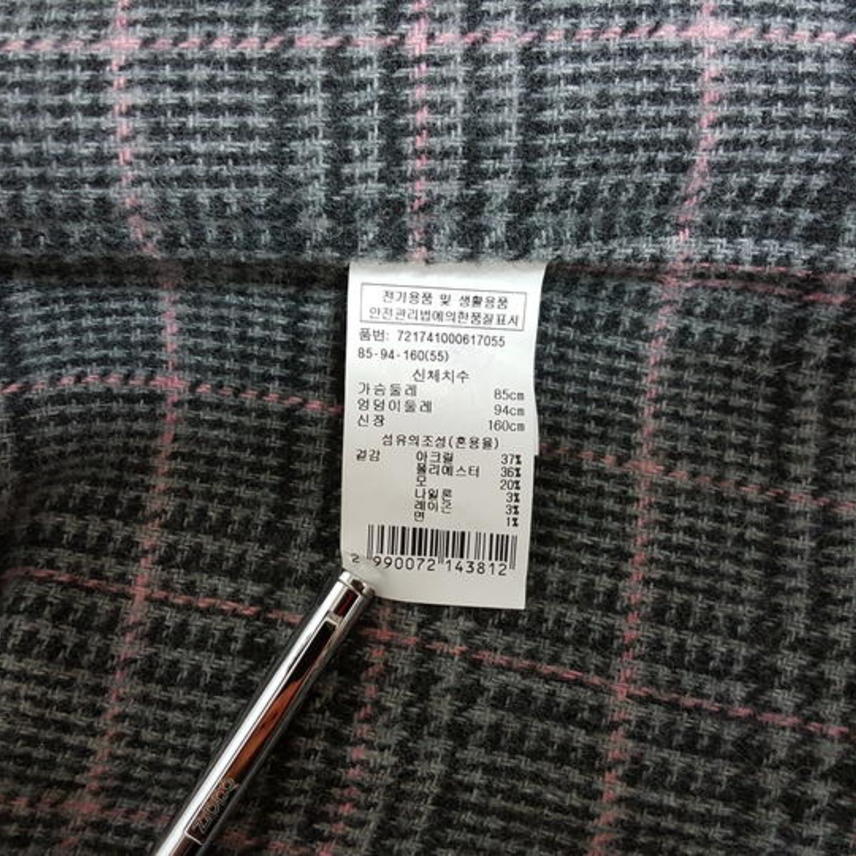 전기용품 및 생활용품
안전관리법에의한품질표시
품번: 721741000617055
85-94-160(55)
신체치수
가슴둘레 85cm
엉덩이둘레 94cm
신장 160cm
섬유의조성(혼용율)
겉감 아크릴 37%
폴리에스터 36%
모 20%
나일론 3%
레이온 3%
면 1%
2 990072 143812